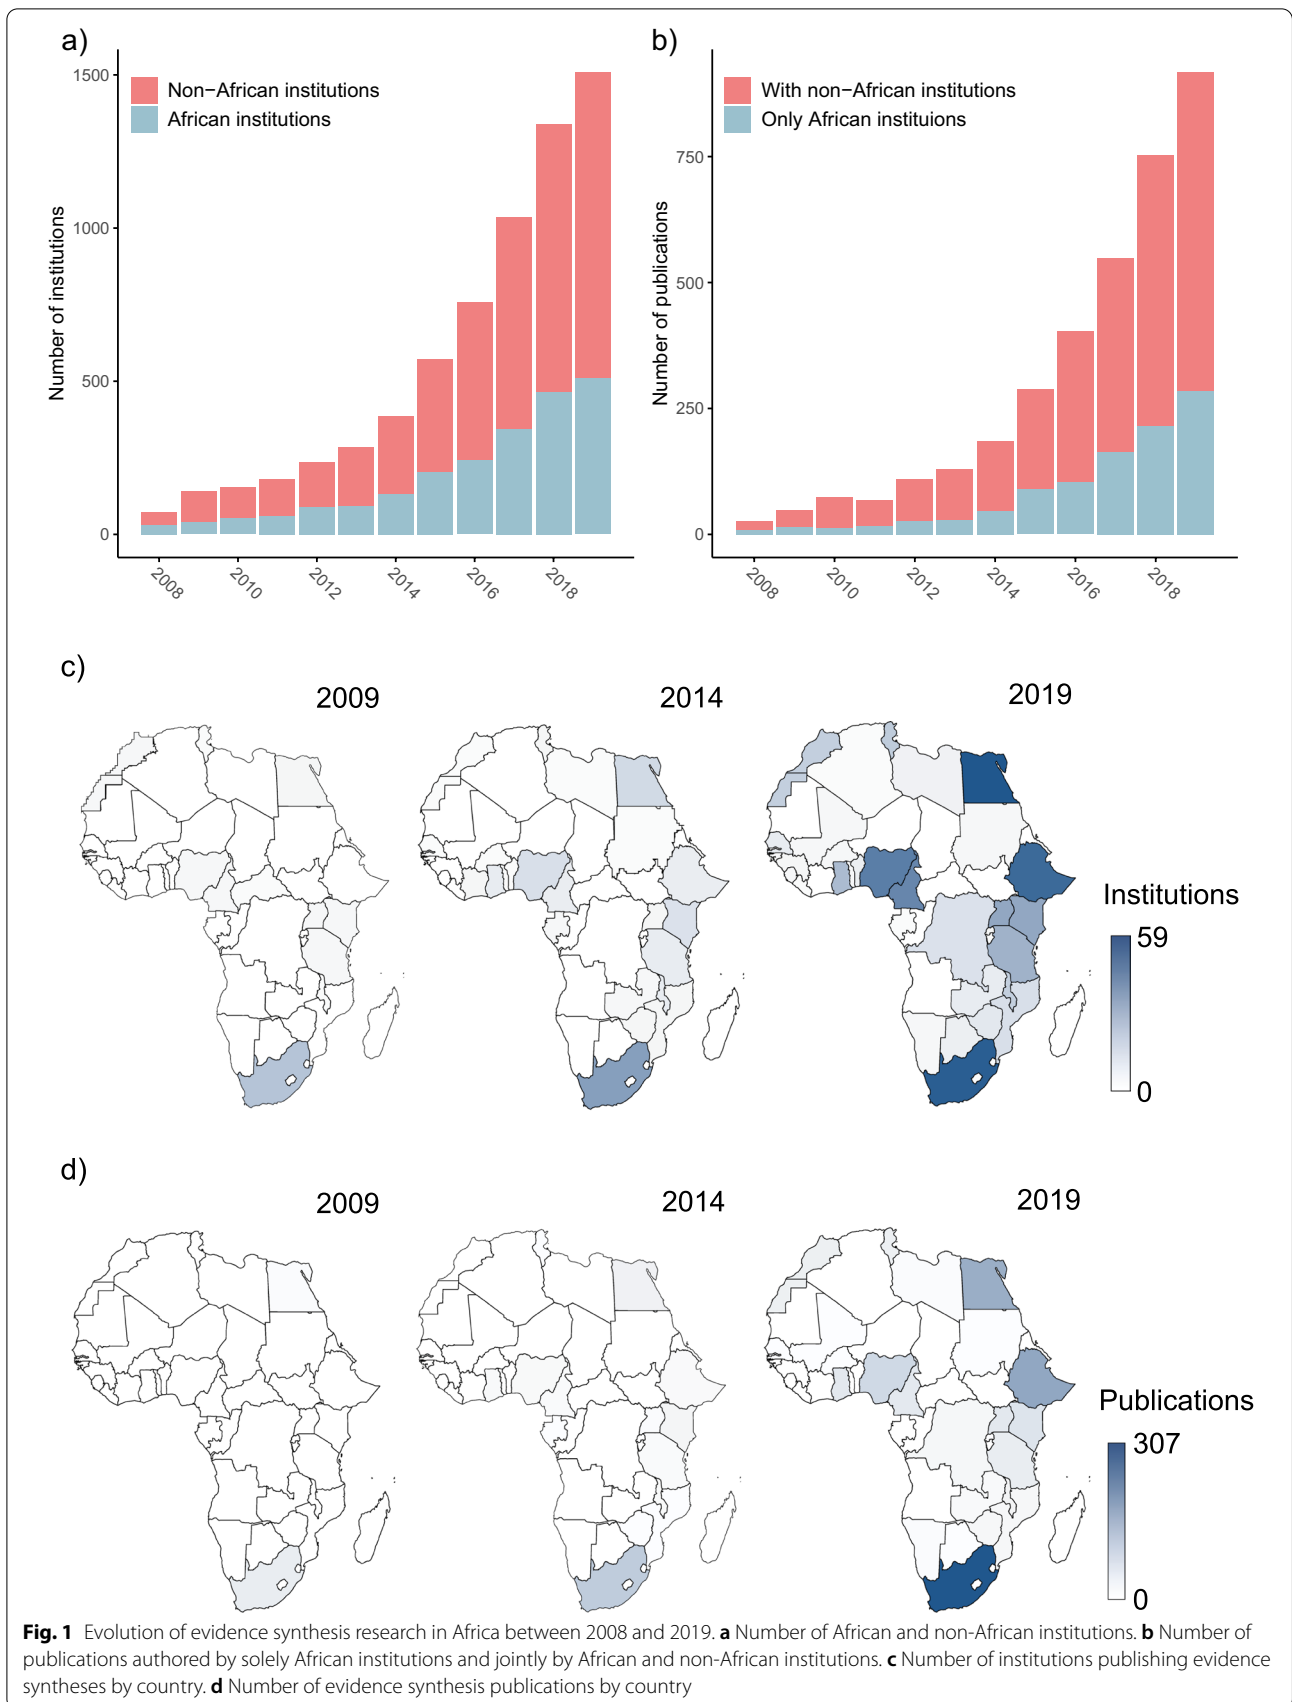 a)
Non−African institutions
African institutions
Number of institutions
1500
1000
500
0
2008
2010
2012
2014
2016
2018
b)
With non−African institutions
Only African instituions
Number of publications
750
500
250
0
2008
2010
2012
2014
2016
2018
c)
2009
2014
2019
Institutions
59
0
d)
2009
2014
2019
Publications
307
0
Fig. 1 Evolution of evidence synthesis research in Africa between 2008 and 2019. a Number of African and non-African institutions. b Number of
publications authored by solely African institutions and jointly by African and non-African institutions. c Number of institutions publishing evidence
syntheses by country. d Number of evidence synthesis publications by country